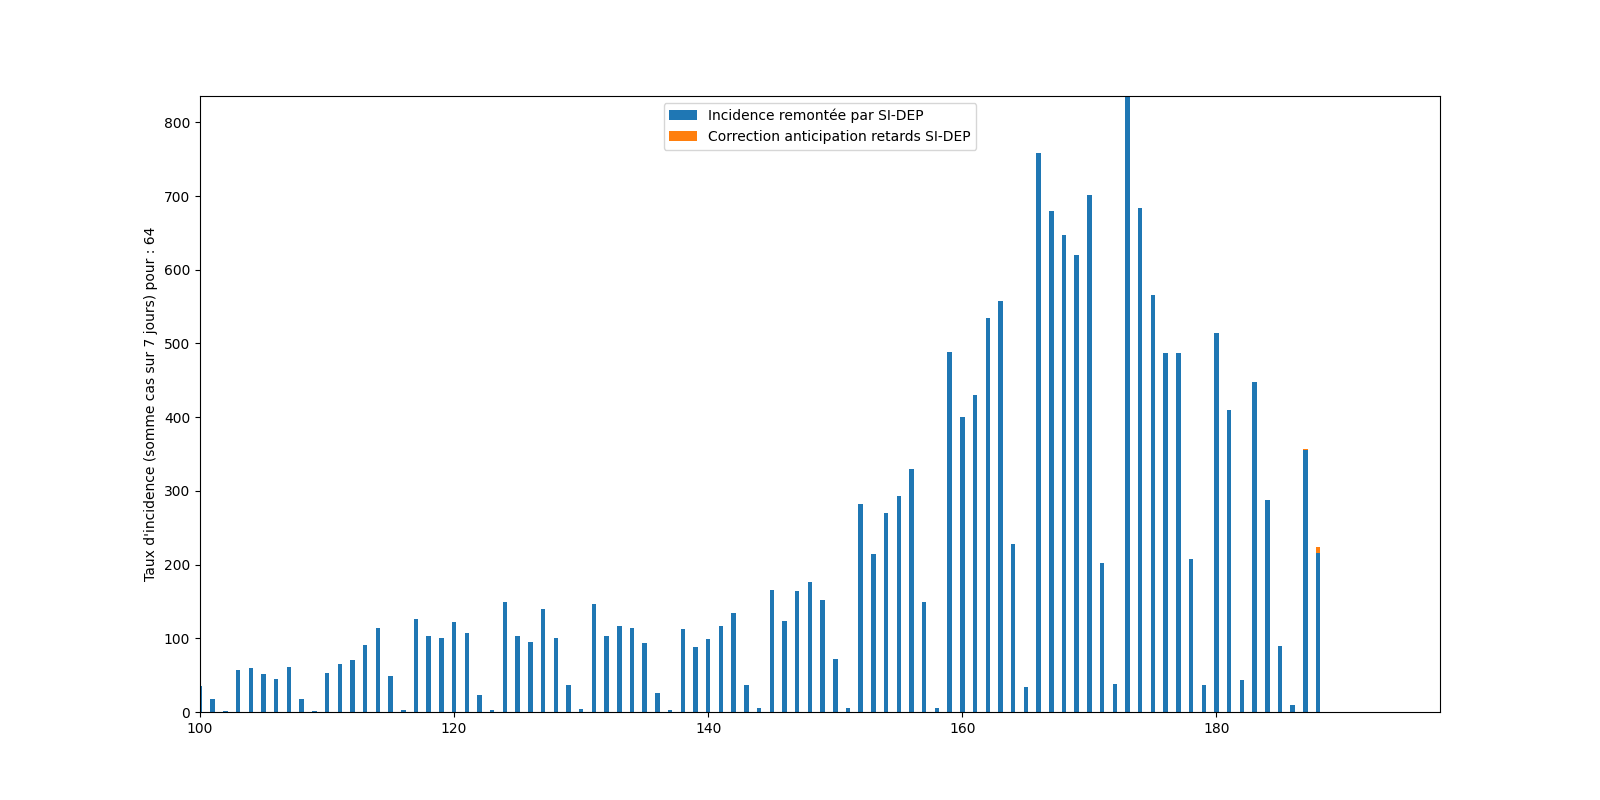 Incidence remontée par SI-DEP
Correction anticipation retards SI-DEP
Taux d'incidence (somme cas sur 7 jours) pour : 64
800
700
600
500
400
300
200
100
0
100 120 140 160 180